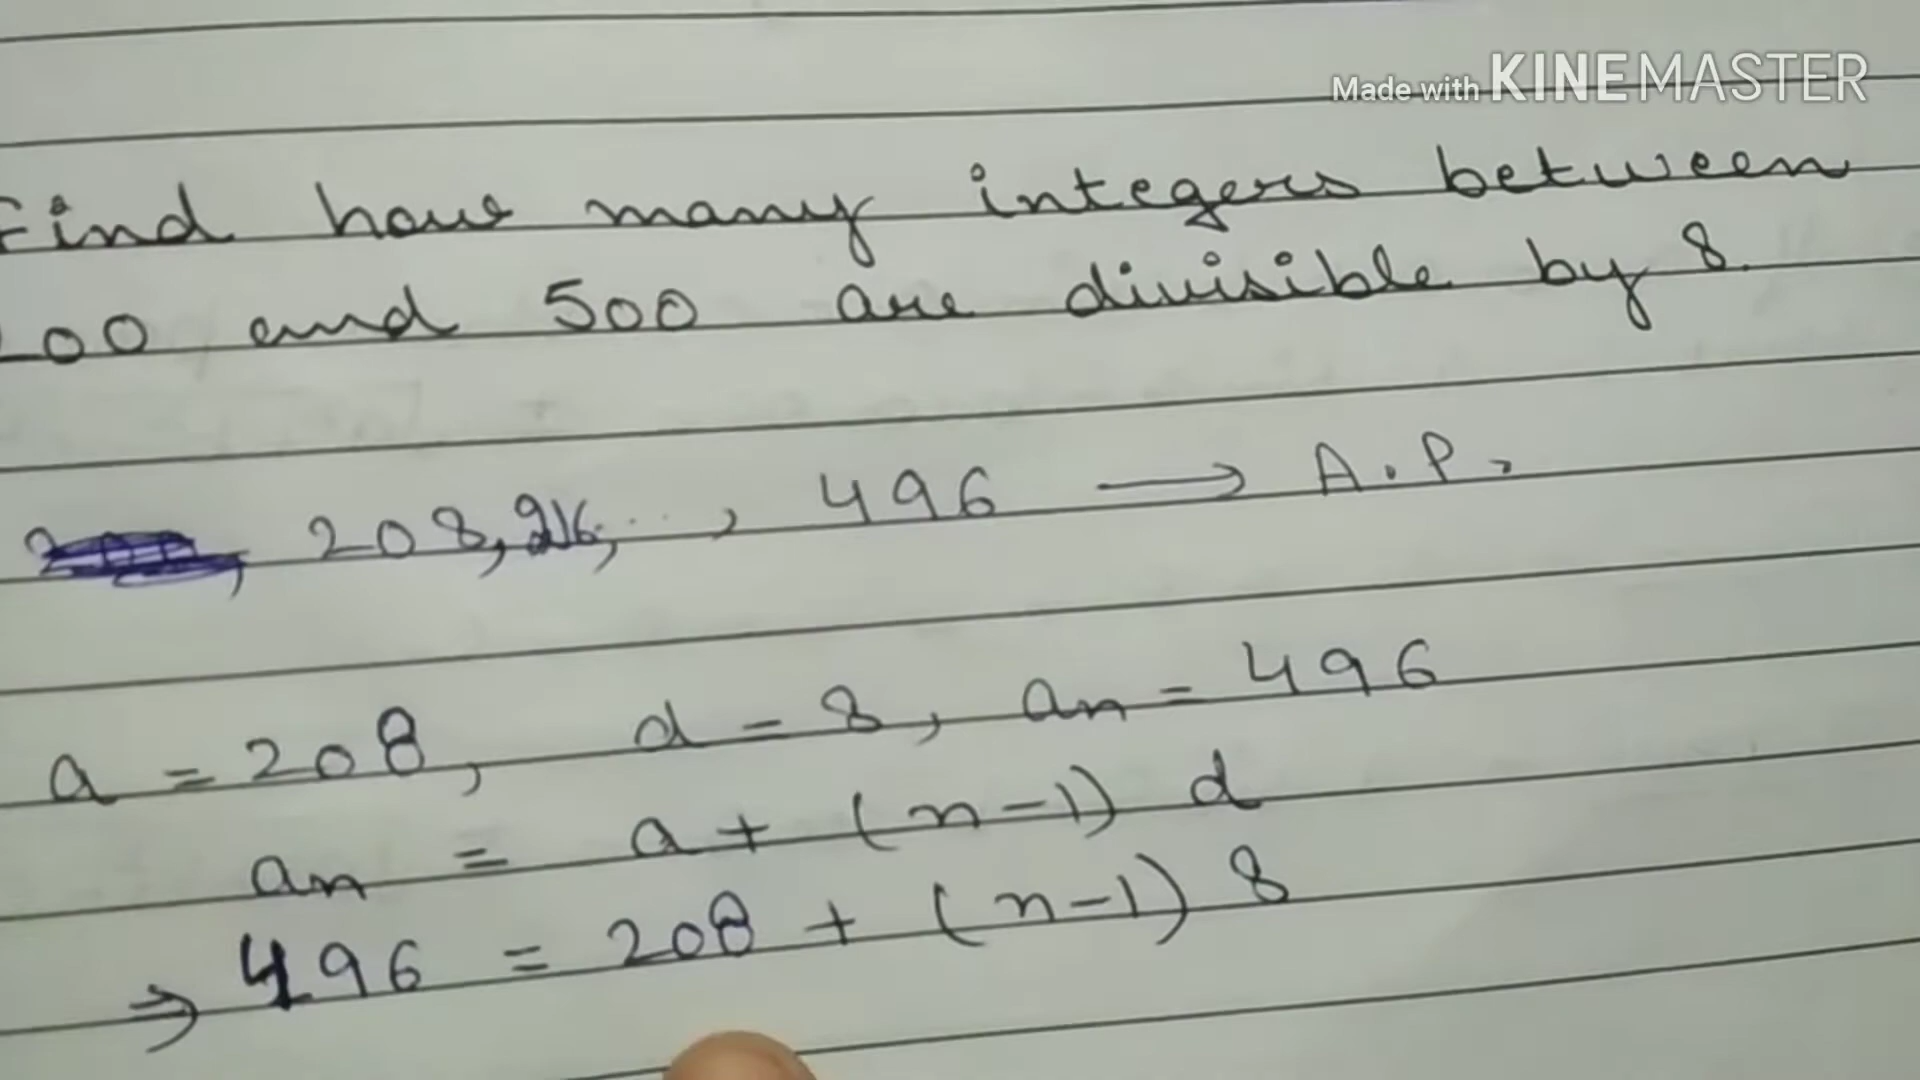 Made with KINEMASTER
Find how many integers between
200 and 500 are divisible by 8.
208, 216, ..., 496 → A.P.
a = 208, d = 8, an = 496
an = a + (n-1) d
⇒ 496 = 208 + (n-1) 8